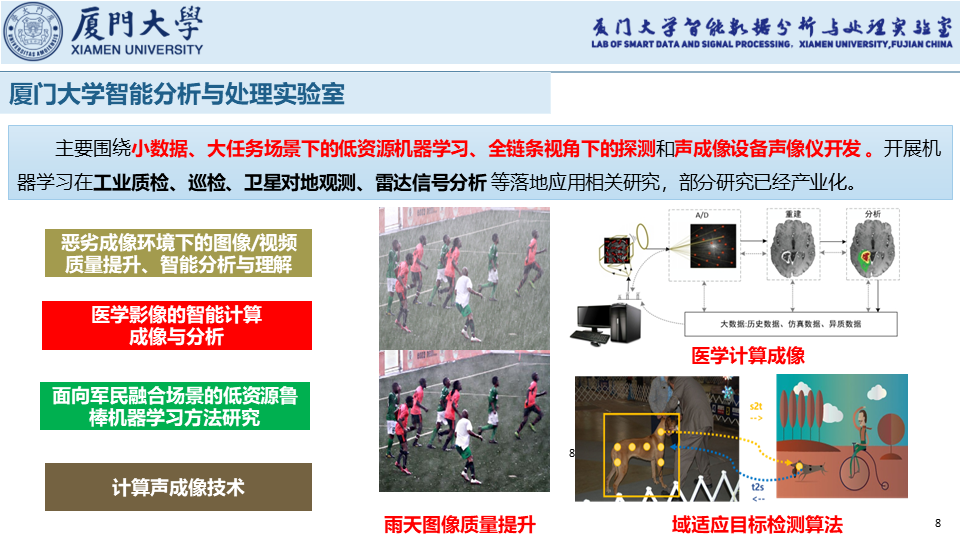 厦門大學
XIAMEN UNIVERSITY
厦门大学智能数据分析与处理实验室
LAB OF SMART DATA AND SIGNAL PROCESSING, XIAMEN UNIVERSITY,FUJIAN CHINA
厦门大学智能分析与处理实验室
主要围绕小数据、大任务场景下的低资源机器学习、全链条视角下的探测和声成像设备声像仪开发 。开展机
器学习在工业质检、巡检、卫星对地观测、雷达信号分析 等落地应用相关研究，部分研究已经产业化。
恶劣成像环境下的图像/视频
质量提升、智能分析与理解
医学影像的智能计算
成像与分析
面向军民融合场景的低资源鲁
棒机器学习方法研究
计算声成像技术
雨天图像质量提升
A/D
重建
分析
大数据:历史数据、仿真数据、异质数据
医学计算成像
s2t
-->
t2s
<--
8
域适应目标检测算法
8